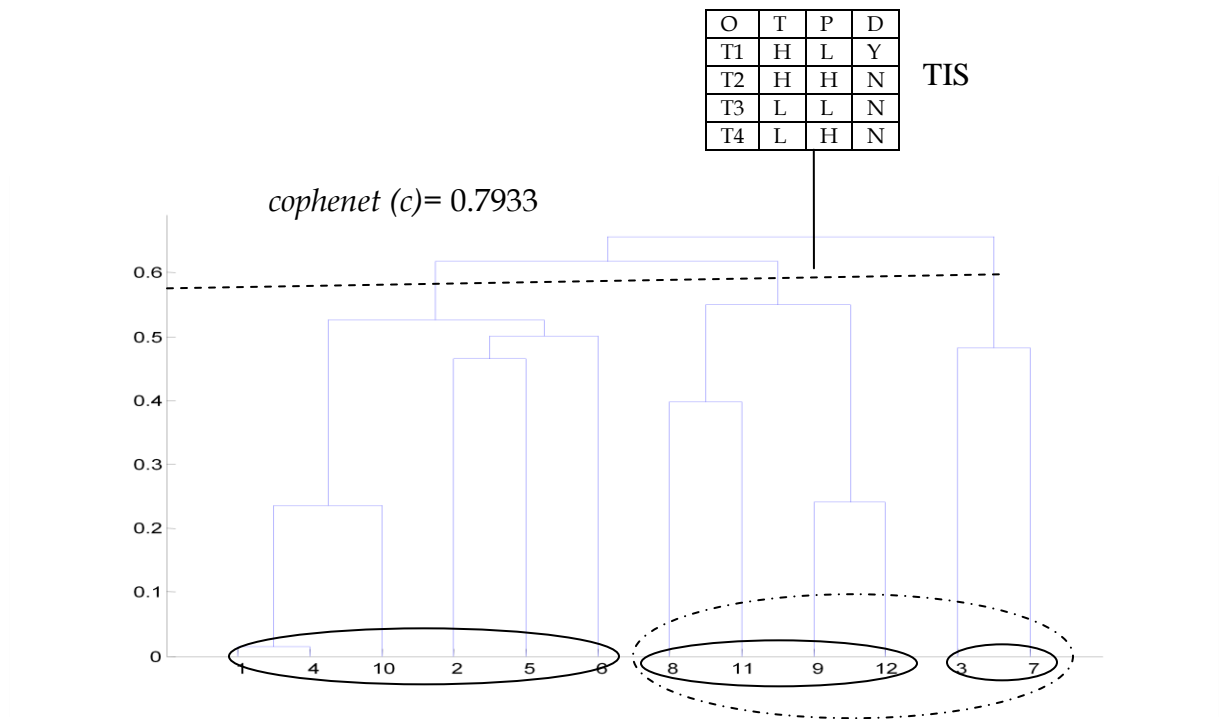 O T P D
T1 H L Y
T2 H H N
T3 L L N
T4 L H N
TIS
cophenet (c)= 0.7933
0.6
0.5
0.4
0.3
0.2
0.1
0
1 4 10 2 5 6 8 11 9 12 3 7